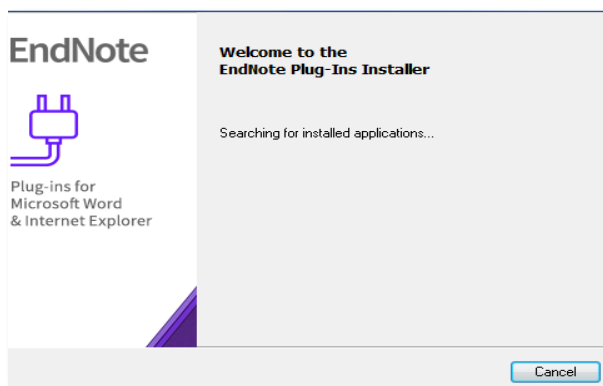 EndNote
Plug-ins for
Microsoft Word
& Internet Explorer
Welcome to the
EndNote Plug-Ins Installer
Searching for installed applications...
Cancel